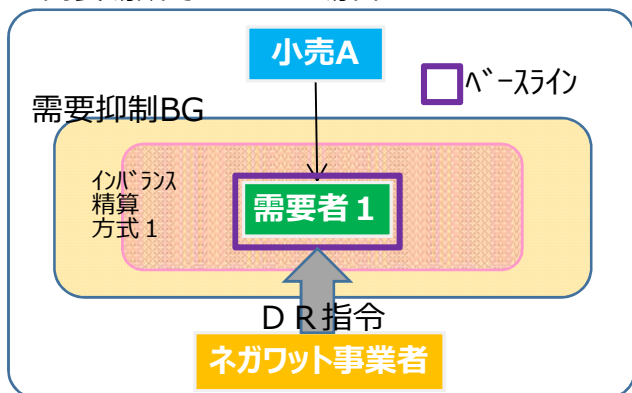 小売A
ﾍﾞｰｽﾗｲﾝ
需要抑制BG
ｲﾝﾊﾞﾗﾝｽ
精算
方式１
需要者１
ＤＲ指令
ネガワット事業者